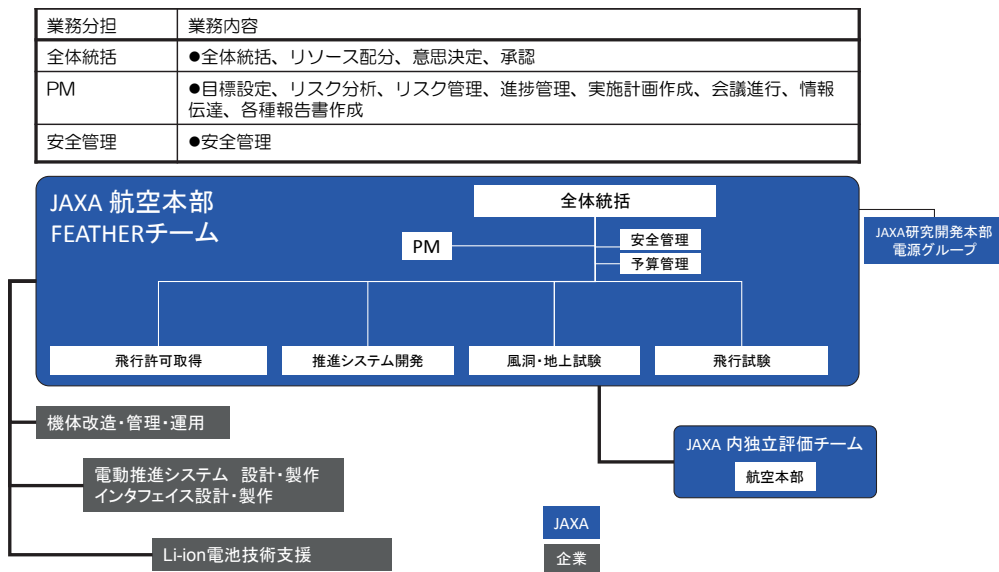 業務分担 業務内容
全体統括 ●全体統括、リソース配分、意思決定、承認
PM ●目標設定、リスク分析、リスク管理、進捗管理、実施計画作成、会議進行、情報
伝達、各種報告書作成
安全管理 ●安全管理
JAXA 航空本部
FEATHERチーム
全体統括
PM
安全管理
予算管理
JAXA研究開発本部
電源グループ
飛行許可取得
推進システム開発
風洞・地上試験
飛行試験
機体改造・管理・運用
電動推進システム 設計・製作
インタフェイス設計・製作
Li-ion電池技術支援
JAXA 内独立評価チーム
航空本部
JAXA
企業